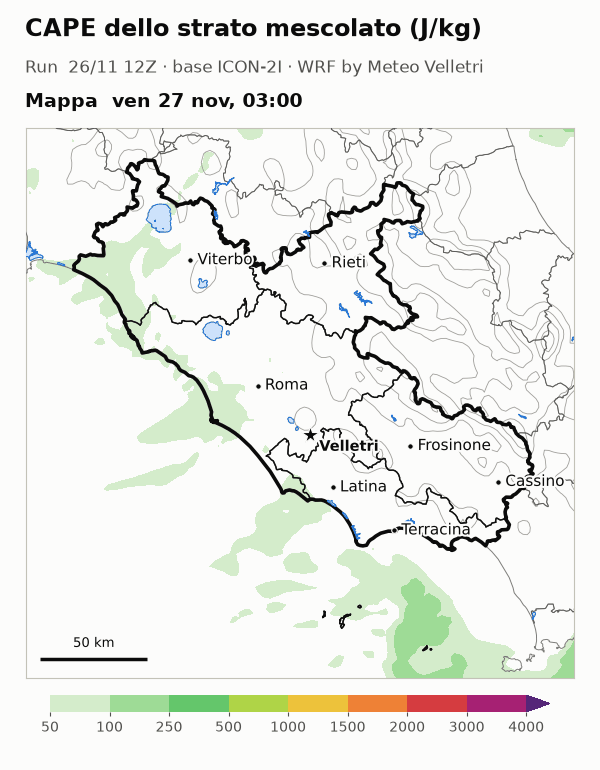 CAPE dello strato mescolato (J/kg)
Run  26/11 12Z · base ICON-2I · WRF by Meteo Velletri
Mappa  ven 27 nov, 03:00
Viterbo
Rieti
Roma
Velletri
Frosinone
Latina
Cassino
Terracina
50 km
50 100 250 500 1000 1500 2000 3000 4000